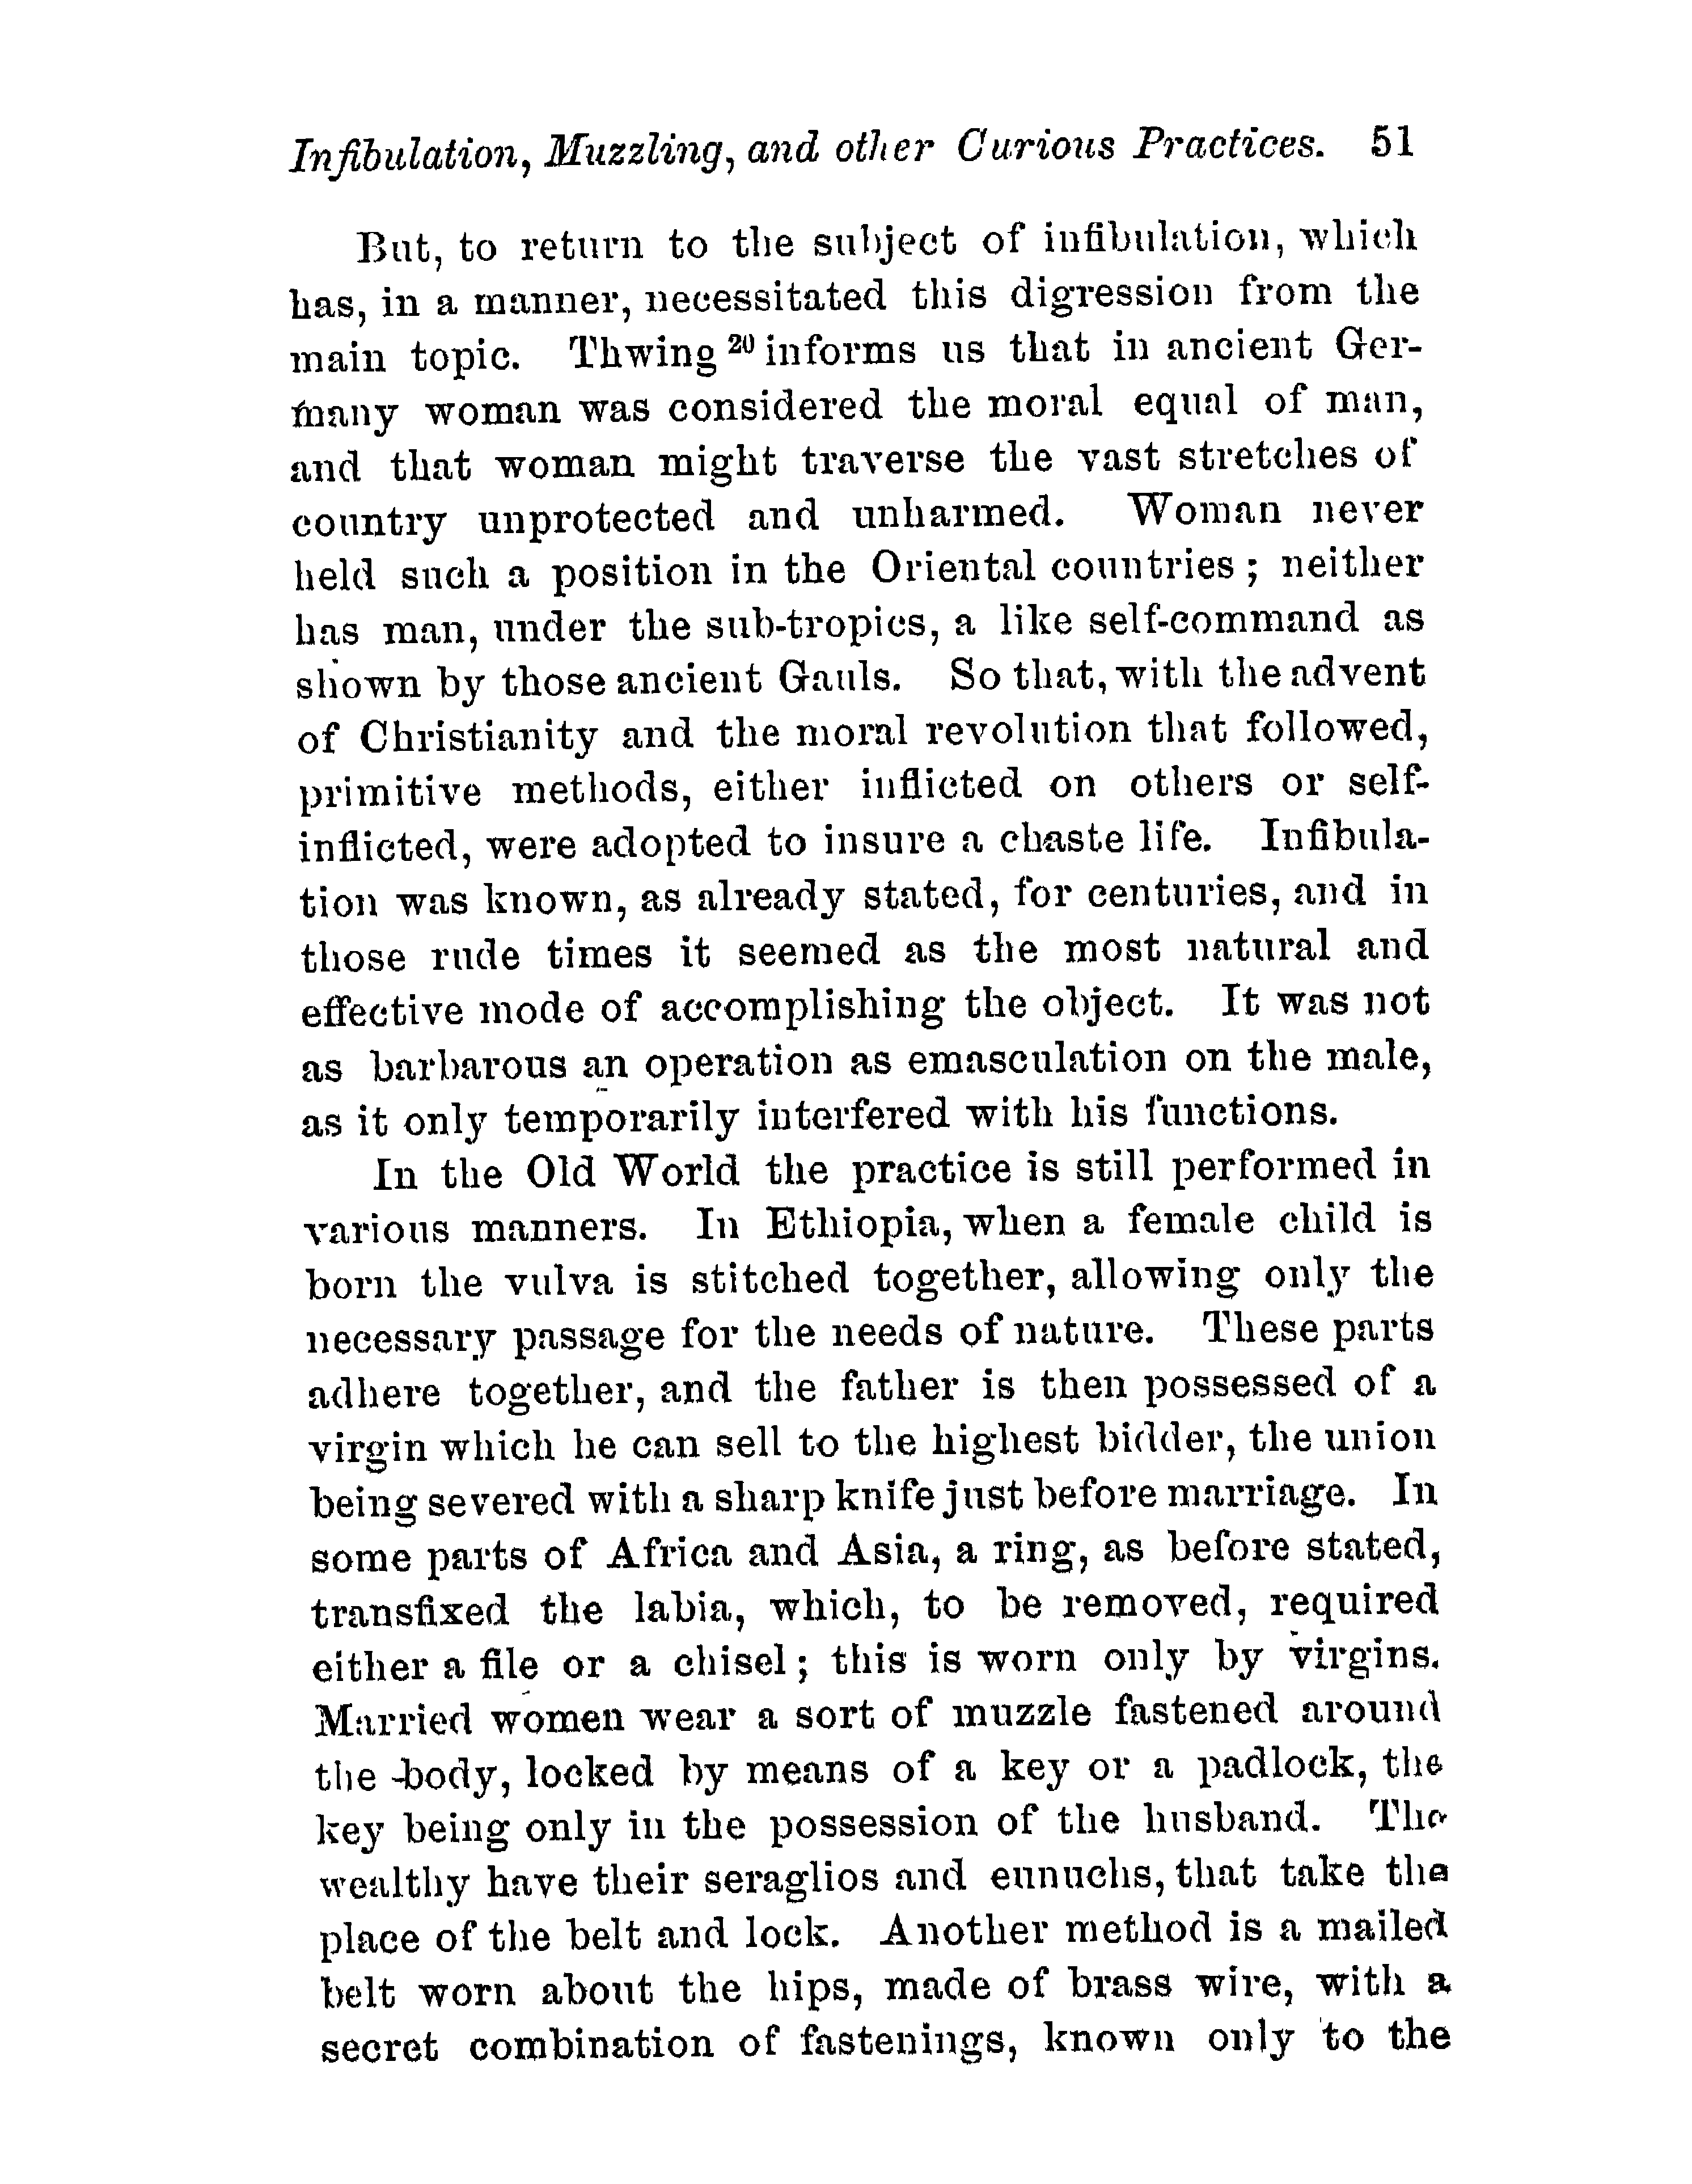 Infibulation, Muzzling, and other Curious Practices. 51
But, to return to the subject of infibulation, which
has, in a manner, necessitated this digression from the
main topic. Thwing 20 informs us that in ancient Ger-
many woman was considered the moral equal of man,
and that woman might traverse the vast stretches of
country unprotected and unharmed. Woman never
held such a position in the Oriental countries ; neither
has man, under the sub-tropics, a like self-command as
shown by those ancient Gauls. So that, with the advent
of Christianity and the moral revolution that followed,
primitive methods, either inflicted on others or self-
inflicted, were adopted to insure a chaste life. Infibula-
tion was known, as already stated, for centuries, and in
those rude times it seemed as the most natural and
effective mode of accomplishing the object. It was not
as barbarous an operation as emasculation on the male,
as it only temporarily interfered with his functions.
In the Old World the practice is still performed in
various manners. In Ethiopia, when a female child is
born the vulva is stitched together, allowing only the
necessary passage for the needs of nature. These parts
adhere together, and the father is then possessed of a
virgin which he can sell to the highest bidder, the union
being severed with a sharp knife just before marriage. In
some parts of Africa and Asia, a ring, as before stated,
transfixed the labia, which, to be removed, required
either a file or a chisel ; this is worn only by virgins.
Married women wear a sort of muzzle fastened around
the body, locked by means of a key or a padlock, the
key being only in the possession of the husband. The
wealthy have their seraglios and eunuchs, that take the
place of the belt and lock. Another method is a mailed
belt worn about the hips, made of brass wire, with a
secret combination of fastenings, known only to the